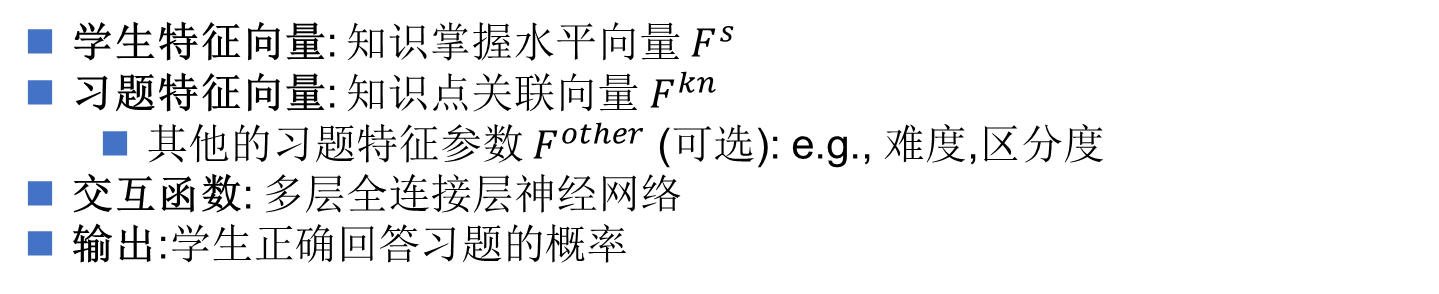 学生特征向量: 知识掌握水平向量 F^s
习题特征向量: 知识点关联向量 F^{kn}
其他的习题特征参数 F^{other} (可选): e.g., 难度,区分度
交互函数: 多层全连接层神经网络
输出:学生正确回答习题的概率